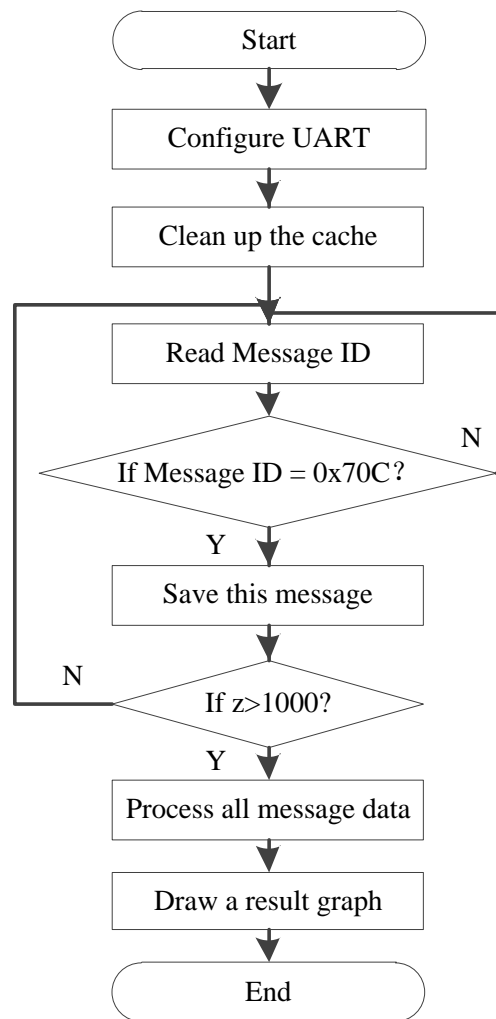 Start
Configure UART
Clean up the cache
Read Message ID
N
If Message ID = 0x70C？
Y
Save this message
N
If z>1000?
Y
Process all message data
Draw a result graph
End